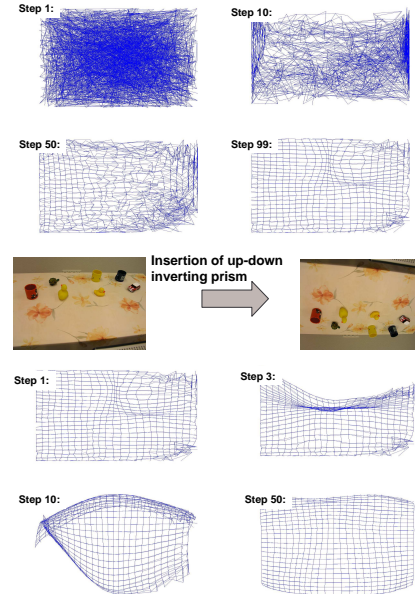 Step 1:
Step 10:
Step 50:
Step 99:
Insertion of up-down
inverting prism
Step 1:
Step 3:
Step 10:
Step 50: